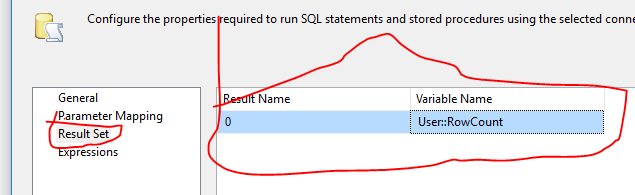 Configure the properties required to run SQL statements and stored procedures using the selected conne
General
Parameter Mapping
Result Set
Expressions
Result Name Variable Name
0 User::RowCount